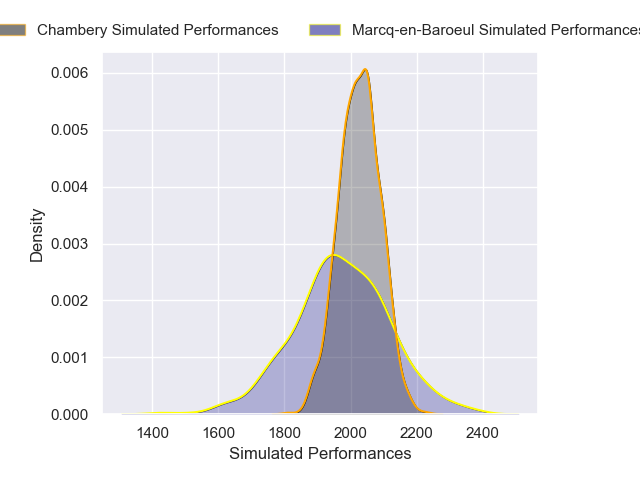 Chambery Simulated Performances
Marcq-en-Baroeul Simulated Performances
0.006
0.005
0.004
0.003
0.002
0.001
0.000
Density
1400 1600 1800 2000 2200 2400
Simulated Performances